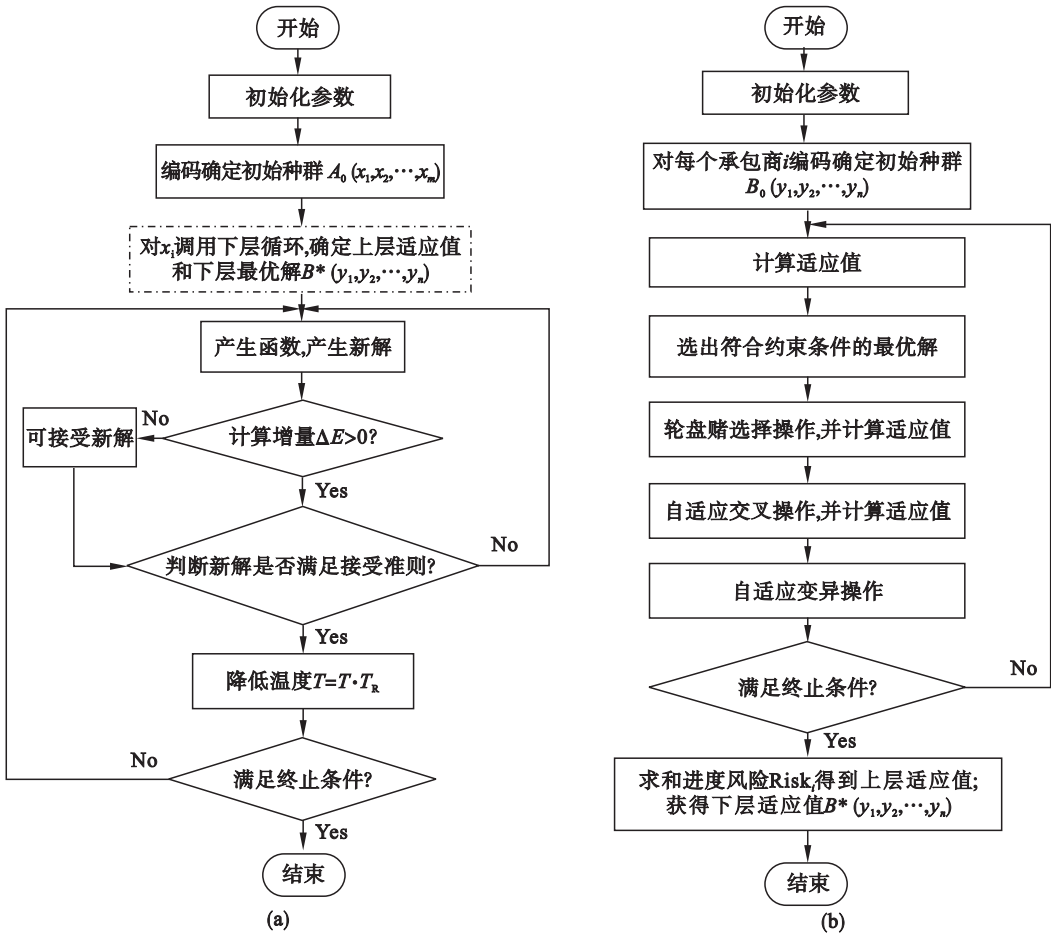 开始
初始化参数
编码确定初始种群 A₀ (x₁,x₂,⋯,xₘ)
对xᵢ调用下层循环,确定上层适应值
和下层最优解B* (y₁,y₂,⋯,yₙ)
产生函数,产生新解
计算增量ΔE>0?
No
可接受新解
Yes
判断新解是否满足接受准则?
No
Yes
降低温度T=T·T_R
满足终止条件?
No
Yes
结束
(a)
开始
初始化参数
对每个承包商i编码确定初始种群
B₀ (y₁,y₂,⋯,yₙ)
计算适应值
选出符合约束条件的最优解
轮盘赌选择操作,并计算适应值
自适应交叉操作,并计算适应值
自适应变异操作
满足终止条件?
No
Yes
求和进度风险Riskᵢ得到上层适应值;
获得下层适应值B* (y₁,y₂,⋯,yₙ)
结束
(b)